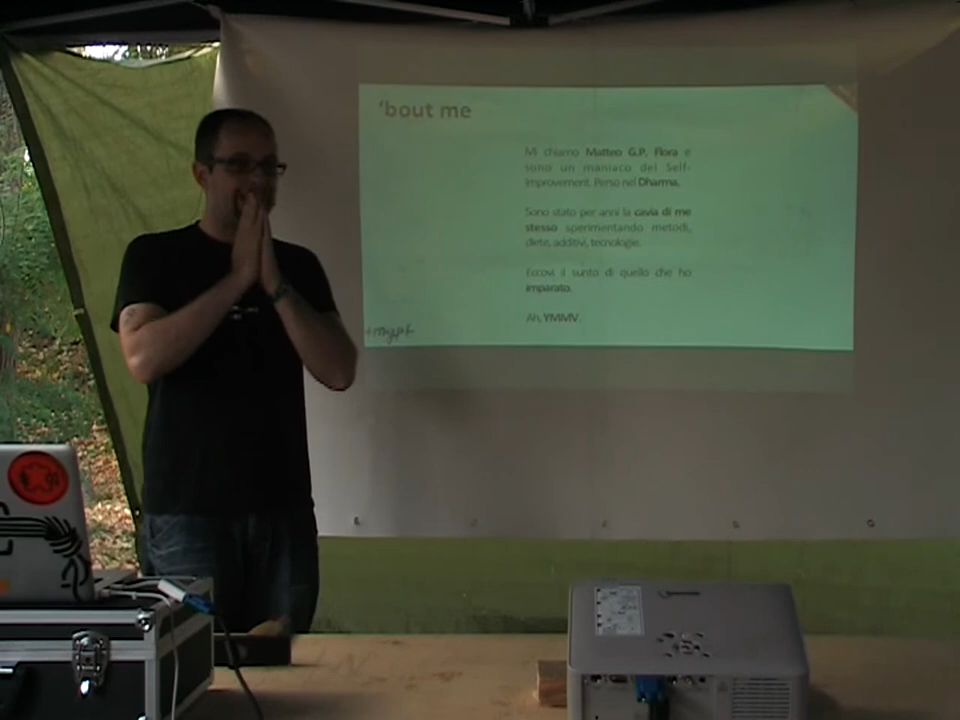 'bout me
Mi chiamo Matteo G.P. Flora e
sono un maniaco del Self-
Improvement. Perso nel Dharma.
Sono stato per anni la cavia di me
stesso sperimentando metodi,
diete, additivi, tecnologie.
Eccovi il sunto di quello che ho
imparato.
Ah, YMMV.